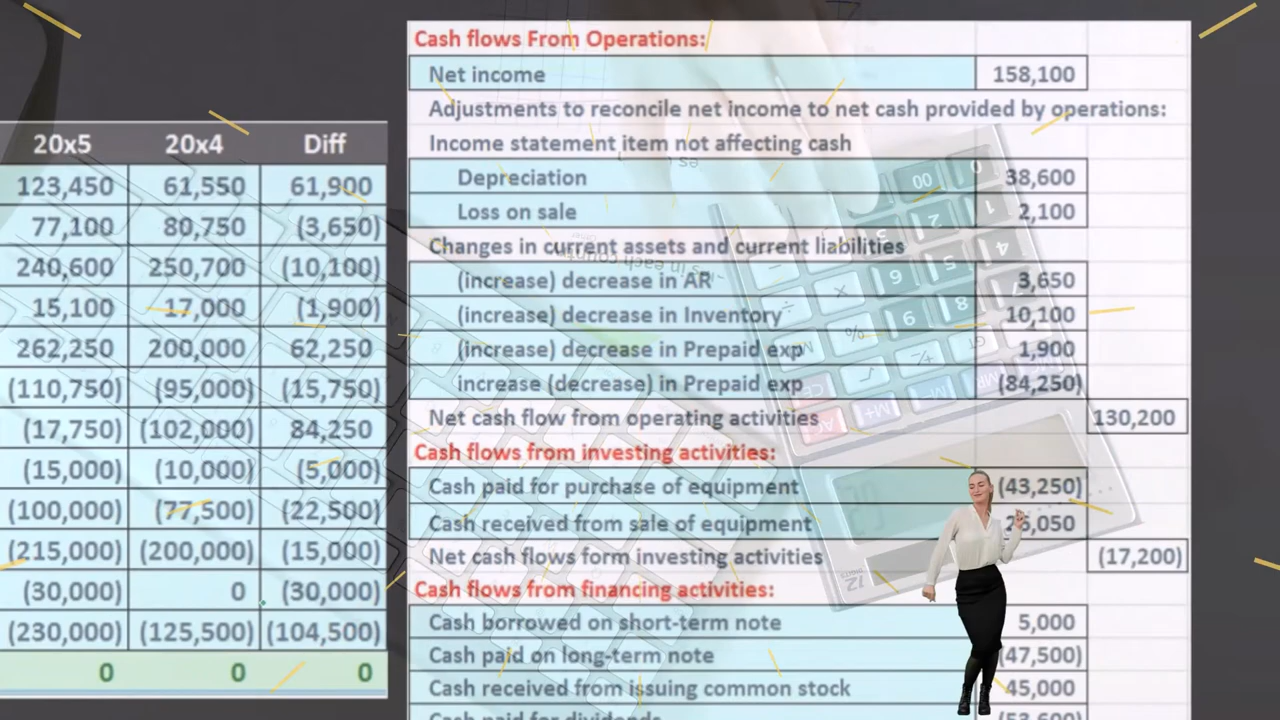 20x5 20x4 Diff
123,450 61,550 61,900
77,100 80,750 (3,650)
240,600 250,700 (10,100)
15,100 17,000 (1,900)
262,250 200,000 62,250
(110,750) (95,000) (15,750)
(17,750) (102,000) 84,250
(15,000) (10,000) (5,000)
(100,000) (77,500) (22,500)
(215,000) (200,000) (15,000)
(30,000) 0 (30,000)
(230,000) (125,500) (104,500)
0 0 0
Cash flows From Operations:
Net income 158,100
Adjustments to reconcile net income to net cash provided by operations:
Income statement item not affecting cash
Depreciation 38,600
Loss on sale 2,100
Changes in current assets and current liabilities
(increase) decrease in AR 3,650
(increase) decrease in Inventory 10,100
(increase) decrease in Prepaid exp 1,900
increase (decrease) in Prepaid exp (84,250)
Net cash flow from operating activities 130,200
Cash flows from investing activities:
Cash paid for purchase of equipment (43,250)
Cash received from sale of equipment 26,050
Net cash flows form investing activities (17,200)
Cash flows from financing activities:
Cash borrowed on short-term note 5,000
Cash paid on long-term note (47,500)
Cash received from issuing common stock 45,000
Cash paid for dividends (53,600)